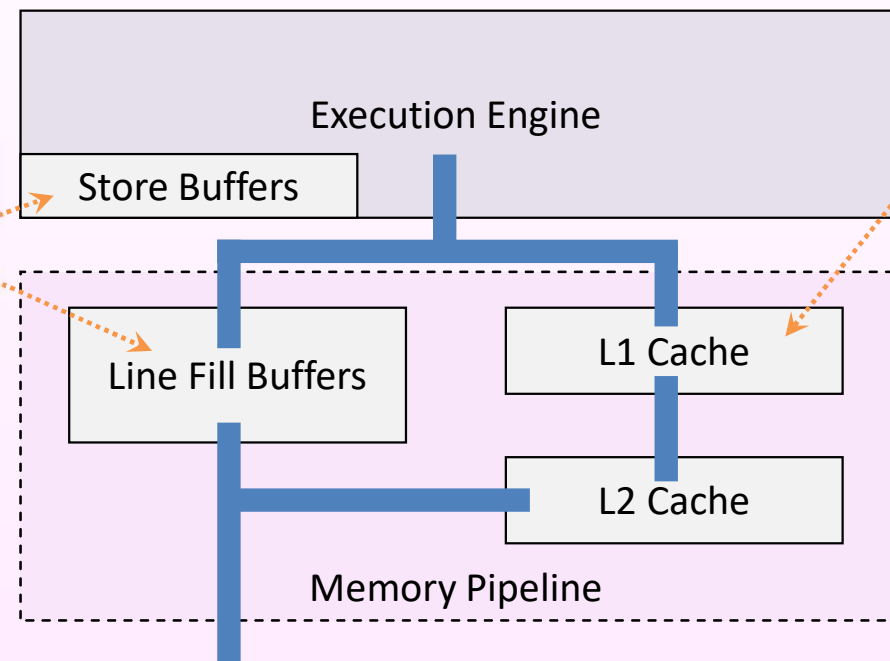 Execution Engine
Store Buffers
Line Fill Buffers
L1 Cache
L2 Cache
Memory Pipeline